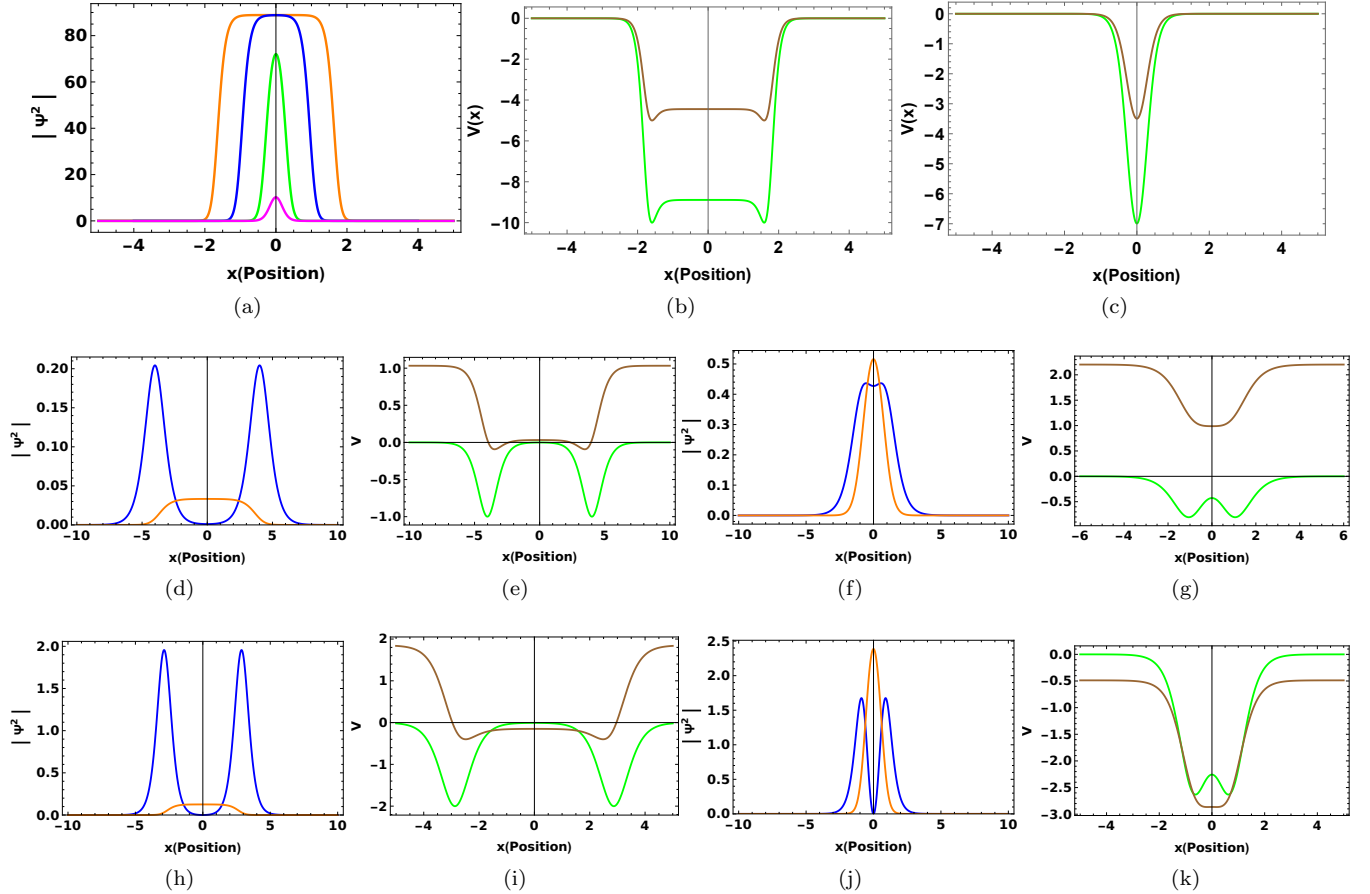 80
60
40
20
0
| Ψ² |
−4 −2 0 2 4
x(Position)
(a)
0
−2
−4
−6
−8
−10
V(x)
−4 −2 0 2 4
x(Position)
(b)
0
−1
−2
−3
−4
−5
−6
−7
V(x)
−4 −2 0 2 4
x(Position)
(c)
0.20
0.15
0.10
0.05
0.00
| Ψ² |
−10 −5 0 5 10
x(Position)
(d)
1.0
0.5
0.0
−0.5
−1.0
V
−10 −5 0 5 10
x(Position)
(e)
0.5
0.4
0.3
0.2
0.1
0.0
| Ψ² |
−10 −5 0 5 10
x(Position)
(f)
2.0
1.5
1.0
0.5
0.0
−0.5
V
−6 −4 −2 0 2 4 6
x(Position)
(g)
2.0
1.5
1.0
0.5
0.0
| Ψ² |
−10 −5 0 5 10
x(Position)
(h)
2
1
0
−1
−2
V
−4 −2 0 2 4
x(Position)
(i)
2.5
2.0
1.5
1.0
0.5
0.0
| Ψ² |
−10 −5 0 5 10
x(Position)
(j)
0.0
−0.5
−1.0
−1.5
−2.0
−2.5
−3.0
V
−4 −2 0 2 4
x(Position)
(k)